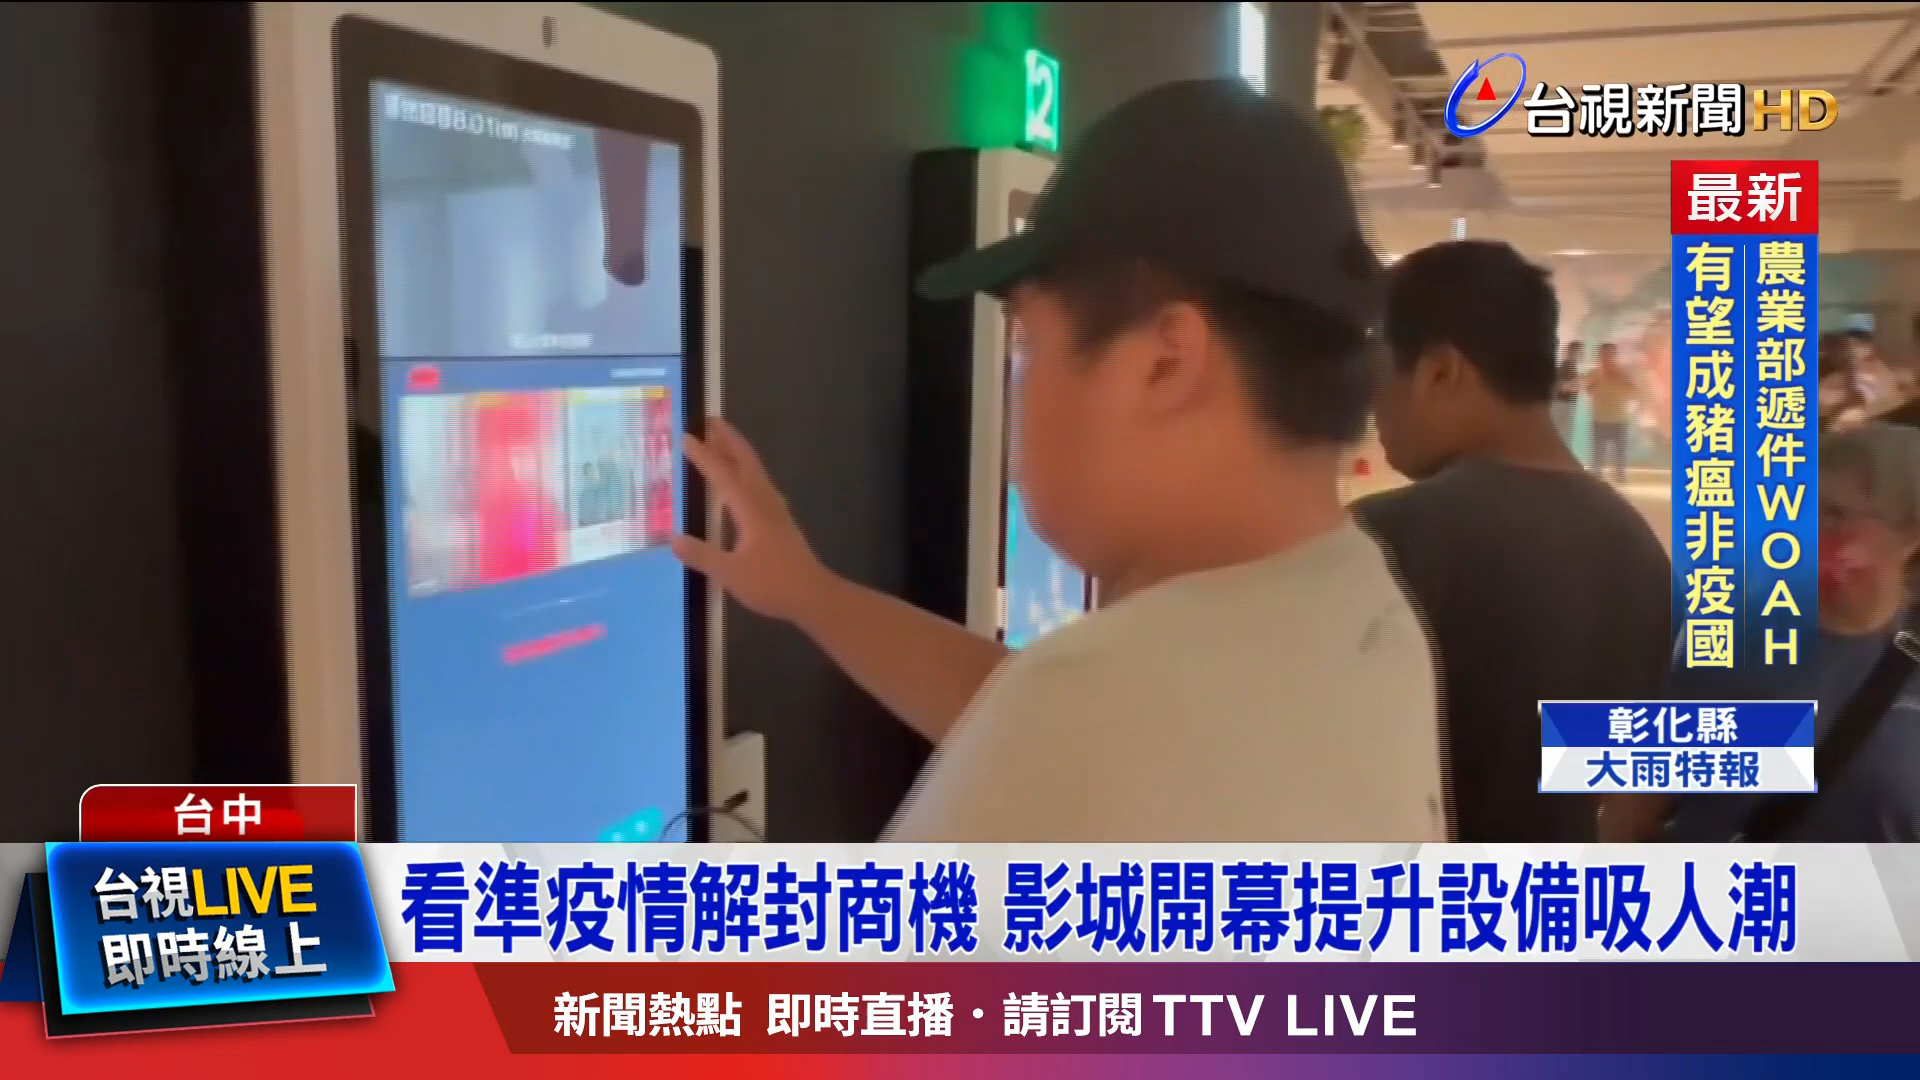 台視新聞HD
12
最新
農業部遞件WOAH
有望成豬瘟非疫國
彰化縣
大雨特報
台中
台視LIVE
即時線上
看準疫情解封商機 影城開幕提升設備吸人潮
新聞熱點 即時直播·請訂閱TTV LIVE